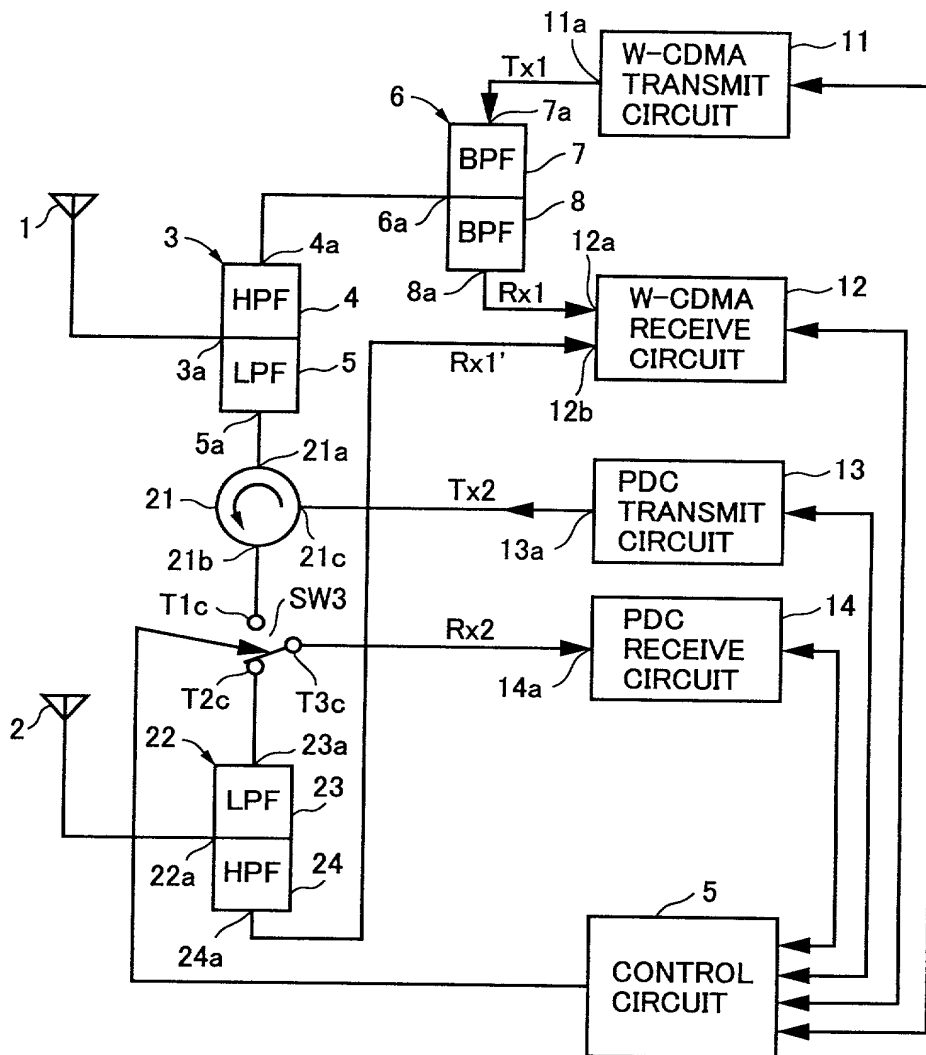 11a
W-CDMA
TRANSMIT
CIRCUIT
11
Tx1
6
7a
BPF
7
8
6a
BPF
8a
Rx1
12a
W-CDMA
RECEIVE
CIRCUIT
12
Rx1'
12b
1
3
4a
HPF
4
3a
LPF
5
5a
21a
21
21b
21c
Tx2
13a
PDC
TRANSMIT
CIRCUIT
13
T1c
SW3
Rx2
14a
PDC
RECEIVE
CIRCUIT
14
T2c
T3c
2
22
23a
LPF
23
22a
HPF
24
24a
5
CONTROL
CIRCUIT